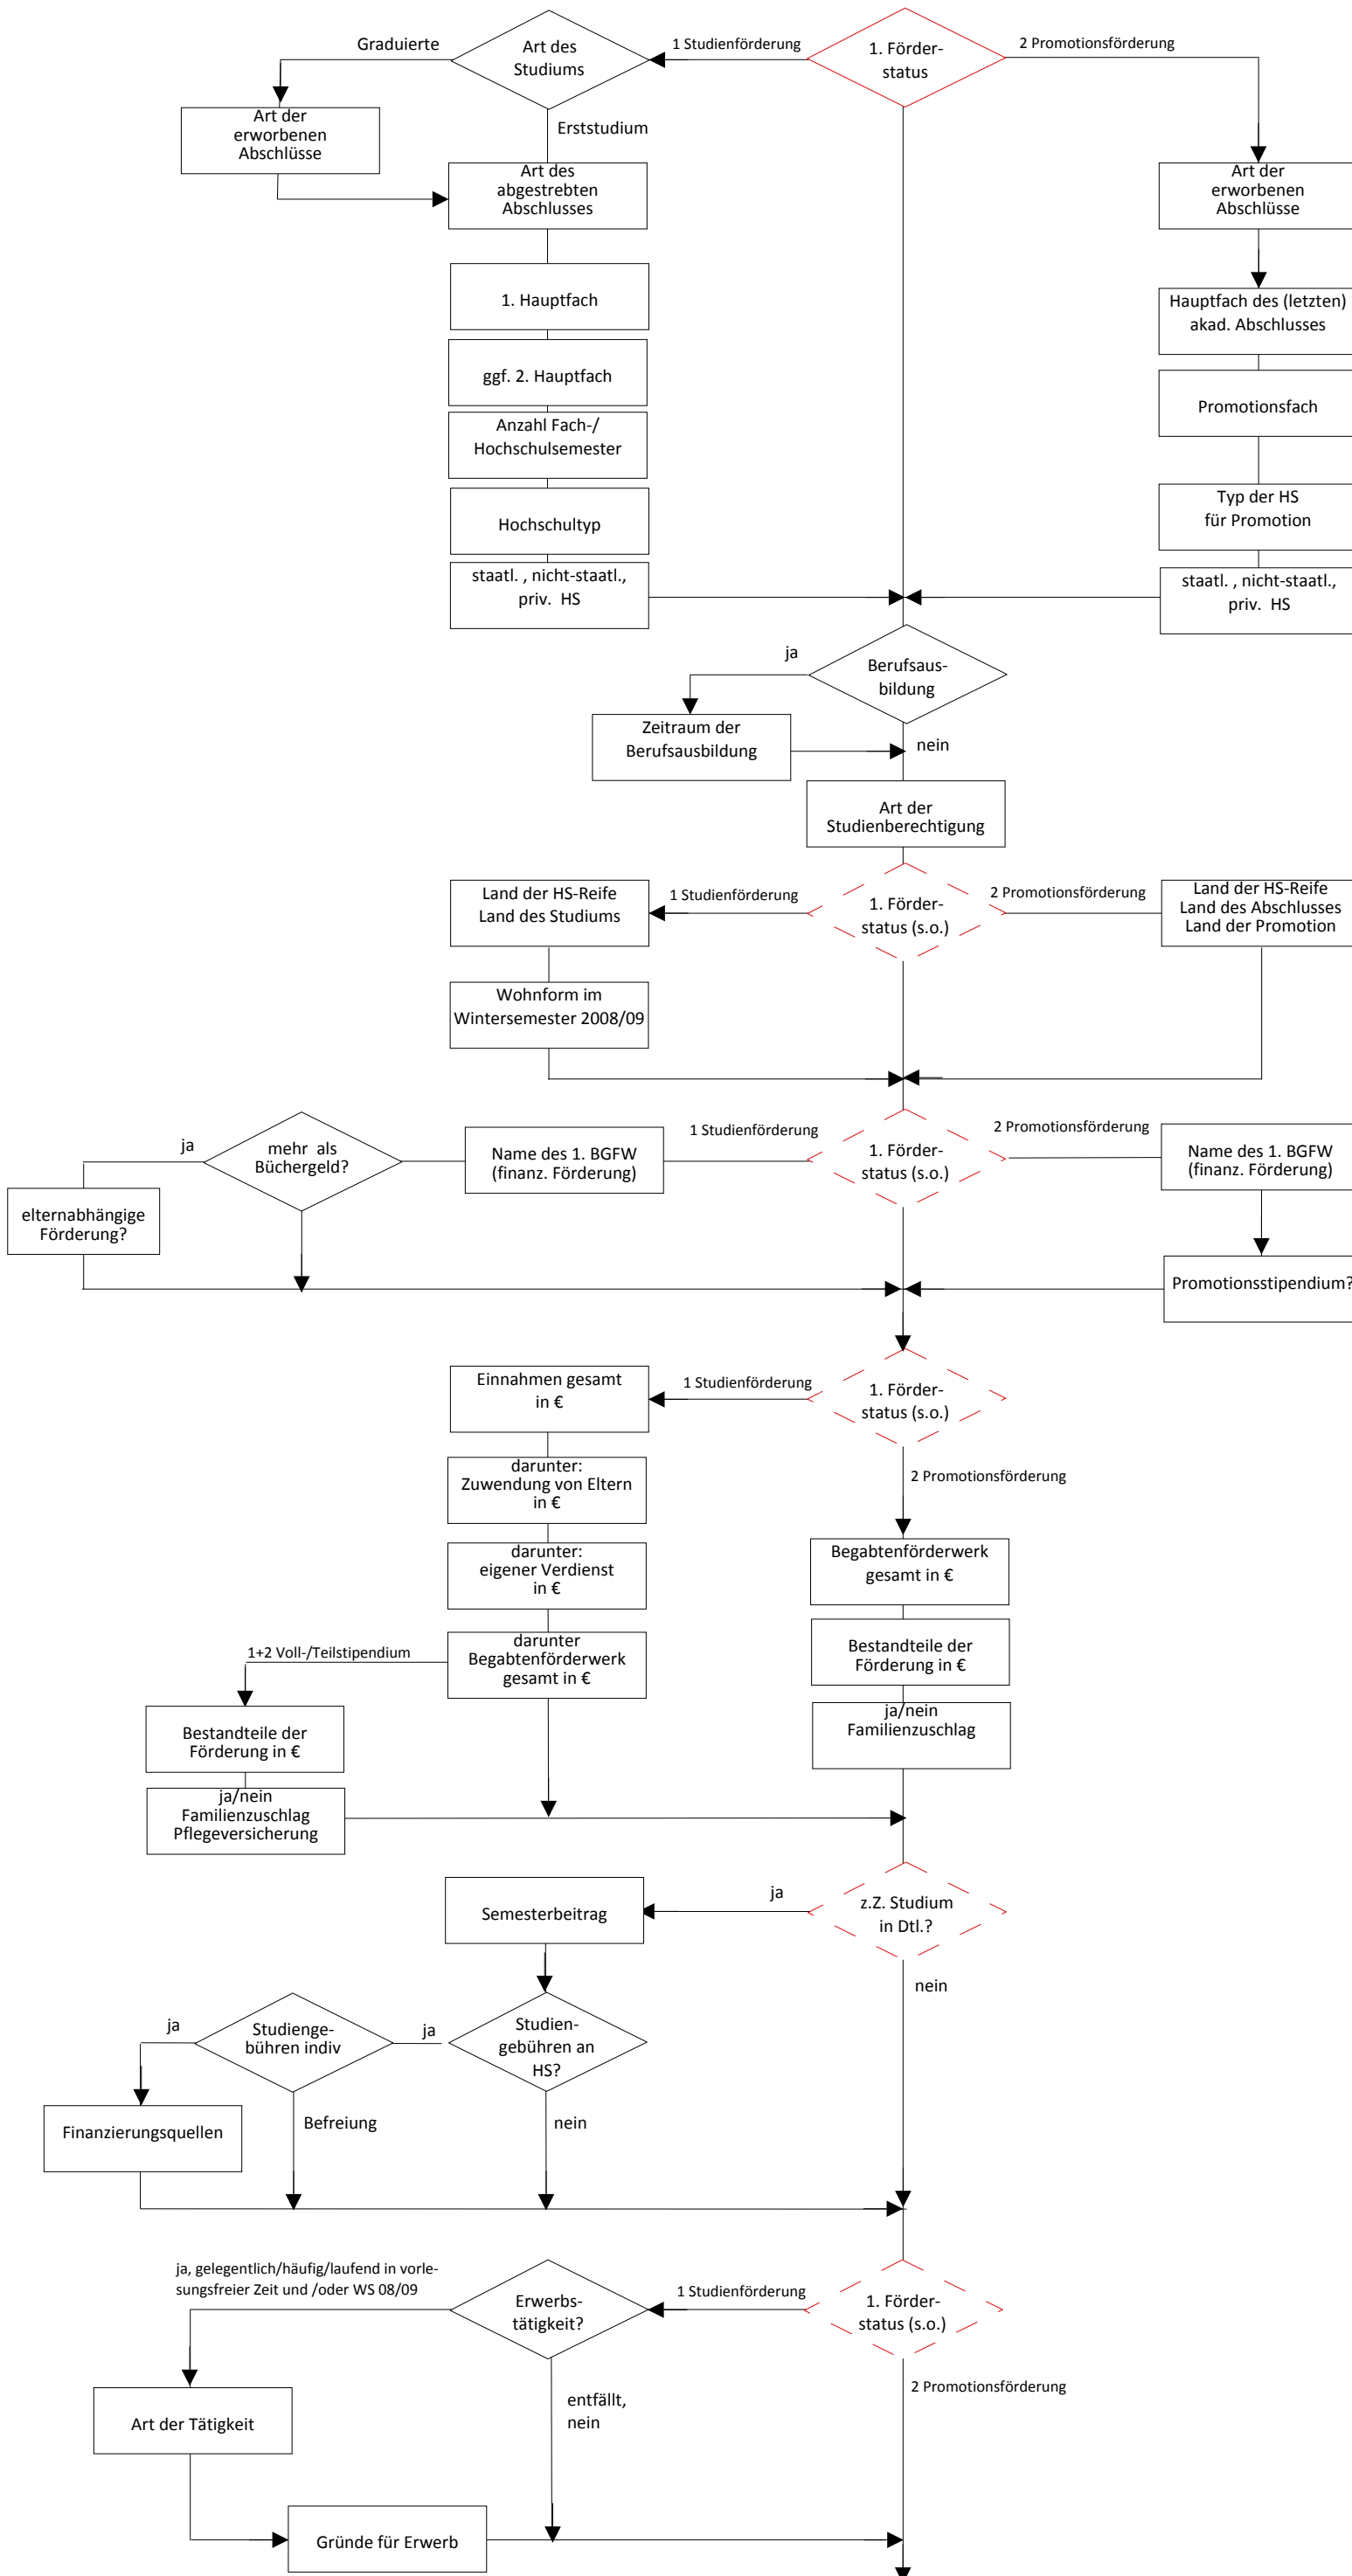 Graduierte
Art des
Studiums
1 Studienförderung
1. Förder-
status
2 Promotionsförderung
Art der
erworbenen
Abschlüsse
Erststudium
Art des
abgestrebten
Abschlusses
Art der
erworbenen
Abschlüsse
1. Hauptfach
Hauptfach des (letzten)
akad. Abschlusses
ggf. 2. Hauptfach
Promotionsfach
Anzahl Fach-/
Hochschulsemester
Hochschultyp
Typ der HS
für Promotion
staatl. , nicht-staatl.,
priv.  HS
staatl. , nicht-staatl.,
priv.  HS
ja
Berufsaus-
bildung
Zeitraum der
Berufsausbildung
nein
Art der
Studienberechtigung
Land der HS-Reife
Land des Studiums
1 Studienförderung
1. Förder-
status (s.o.)
2 Promotionsförderung
Land der HS-Reife
Land des Abschlusses
Land der Promotion
Wohnform im
Wintersemester 2008/09
ja
mehr  als
Büchergeld?
Name des 1. BGFW
(finanz. Förderung)
1 Studienförderung
1. Förder-
status (s.o.)
2 Promotionsförderung
Name des 1. BGFW
(finanz. Förderung)
elternabhängige
Förderung?
Promotionsstipendium?
Einnahmen gesamt
in €
1 Studienförderung
1. Förder-
status (s.o.)
darunter:
Zuwendung von Eltern
in €
2 Promotionsförderung
darunter:
eigener Verdienst
in €
Begabtenförderwerk
gesamt in €
1+2 Voll-/Teilstipendium
darunter
Begabtenförderwerk
gesamt in €
Bestandteile der
Förderung in €
Bestandteile der
Förderung in €
ja/nein
Familienzuschlag
ja/nein
Familienzuschlag
Pflegeversicherung
Semesterbeitrag
ja
z.Z. Studium
in Dtl.?
nein
ja
Studienge-
bühren indiv
ja
Studien-
gebühren an
HS?
Finanzierungsquellen
Befreiung
nein
ja, gelegentlich/häufig/laufend in vorle-
sungsfreier Zeit und /oder WS 08/09
Erwerbs-
tätigkeit?
1 Studienförderung
1. Förder-
status (s.o.)
2 Promotionsförderung
Art der Tätigkeit
entfällt,
nein
Gründe für Erwerb